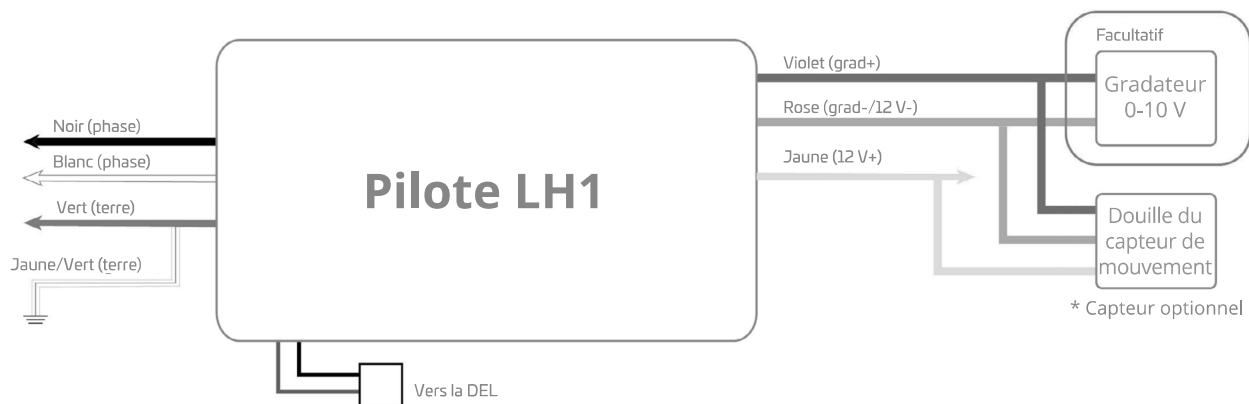 Noir (phase)
Blanc (phase)
Vert (terre)
Jaune/Vert (terre)
Pilote LH1
Vers la DEL
Violet (grad+)
Rose (grad-/12 V-)
Jaune (12 V+)
Facultatif
Gradateur
0-10 V
Douille du
capteur de
mouvement
* Capteur optionnel